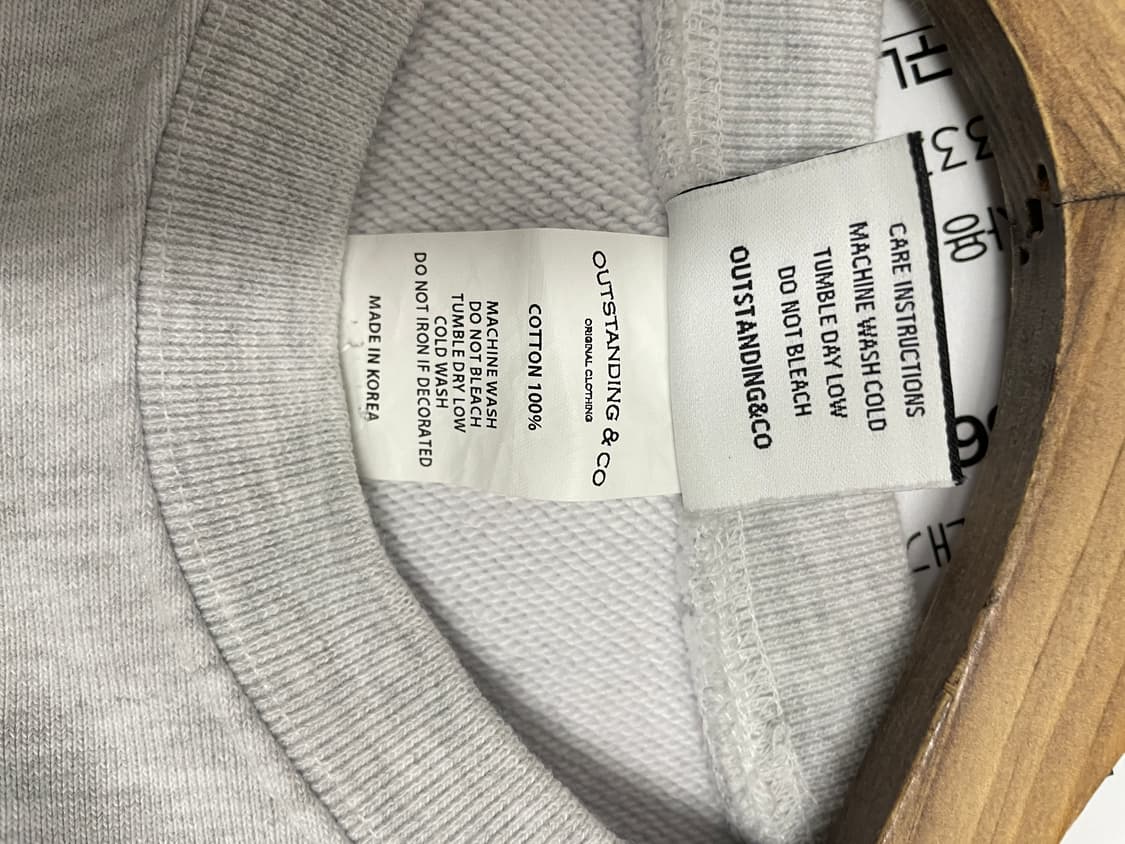 CARE INSTRUCTIONS
MACHINE WASH COLD
TUMBLE DAY LOW
DO NOT BLEACH
OUTSTANDING&CO
OUTSTANDING & CO
ORIGINAL CLOTHING
COTTON 100%
MACHINE WASH
DO NOT BLEACH
TUMBLE DRY LOW
COLD WASH
DO NOT IRON IF DECORATED
MADE IN KOREA